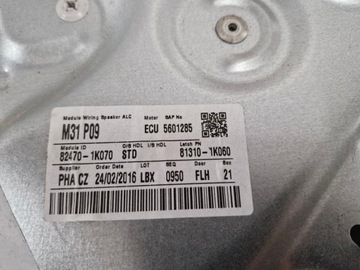 Module Wiring Speaker ALC Motor SAP No
M31 P09 ECU 5601285
Module ID O/S HDL I/S HDL Latch PN
82470-1K070 STD 81310-1K060
Supplier Order Date LOT SEQ Door Rev
PHA CZ 24/02/2016 LBX 0950 FLH 21